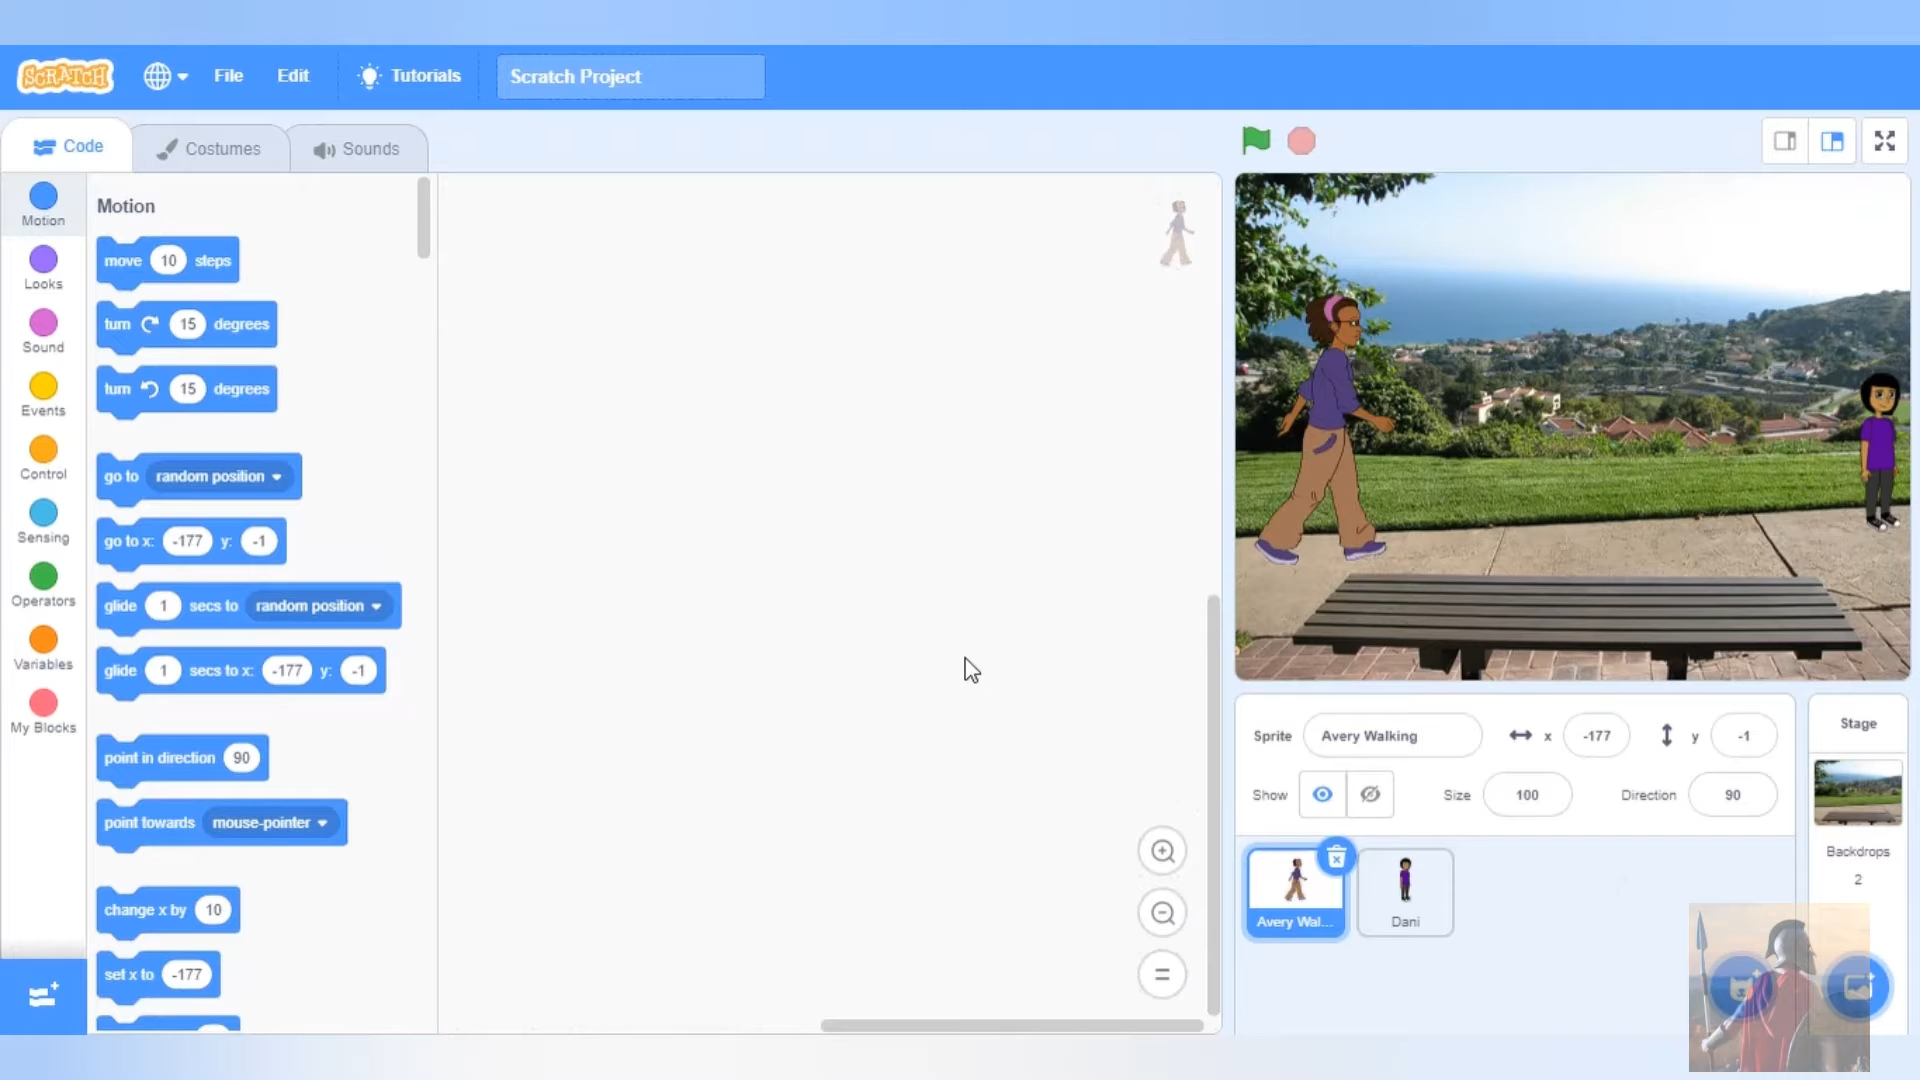 SCRATCH
File
Edit
Tutorials
Scratch Project
Code
Costumes
Sounds
Motion
Looks
Sound
Events
Control
Sensing
Operators
Variables
My Blocks
Motion
move 10 steps
turn 15 degrees
turn 15 degrees
go to random position
go to x: -177 y: -1
glide 1 secs to random position
glide 1 secs to x: -177 y: -1
point in direction 90
point towards mouse-pointer
change x by 10
set x to -177
Sprite Avery Walking x -177 y -1
Show Size 100 Direction 90
Avery Wal...
Dani
Stage
Backdrops
2